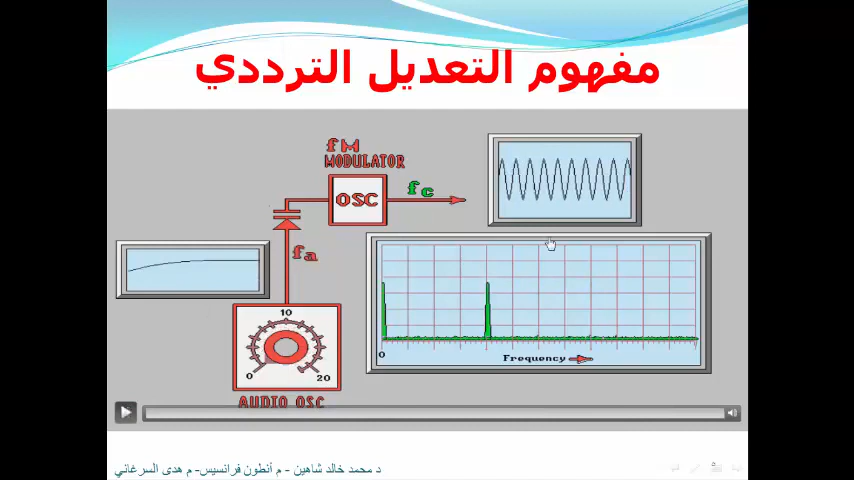 مفهوم التعديل الترددي
fM
MODULATOR
OSC
fc
fa
10
0
20
AUDIO OSC
0
Frequency
د محمد خالد شاهين - م أنطون فرانسيس- م هدى السرغاني